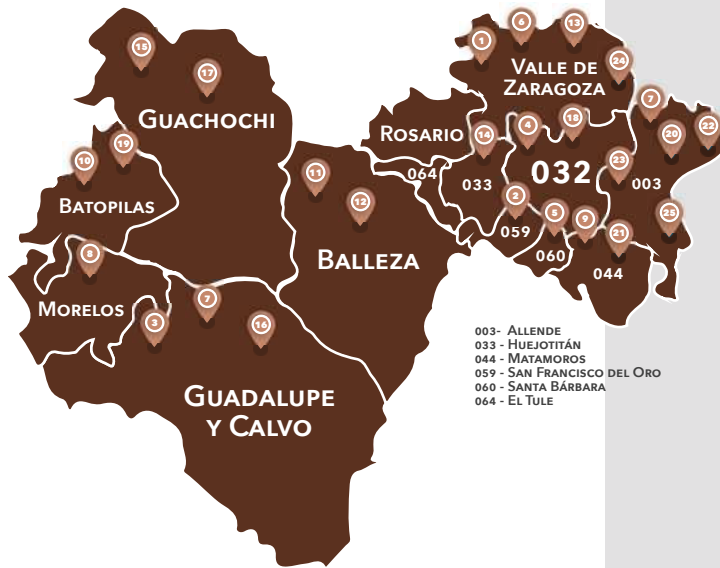 6
13
1
15
24
VALLE DE
ZARAGOZA
17
7
GUACHOCHI
18
22
4
14
ROSARIO
20
19
10
23
032
064
11
033
003
12
2
BATOPILAS
5
9
25
059
21
8
BALLEZA
060
044
MORELOS
7
3
16
003- ALLENDE
033 - HUEJOTITÁN
044 - MATAMOROS
059 - SAN FRANCISCO DEL ORO
060 - SANTA BÁRBARA
064 - EL TULE
GUADALUPE
Y CALVO